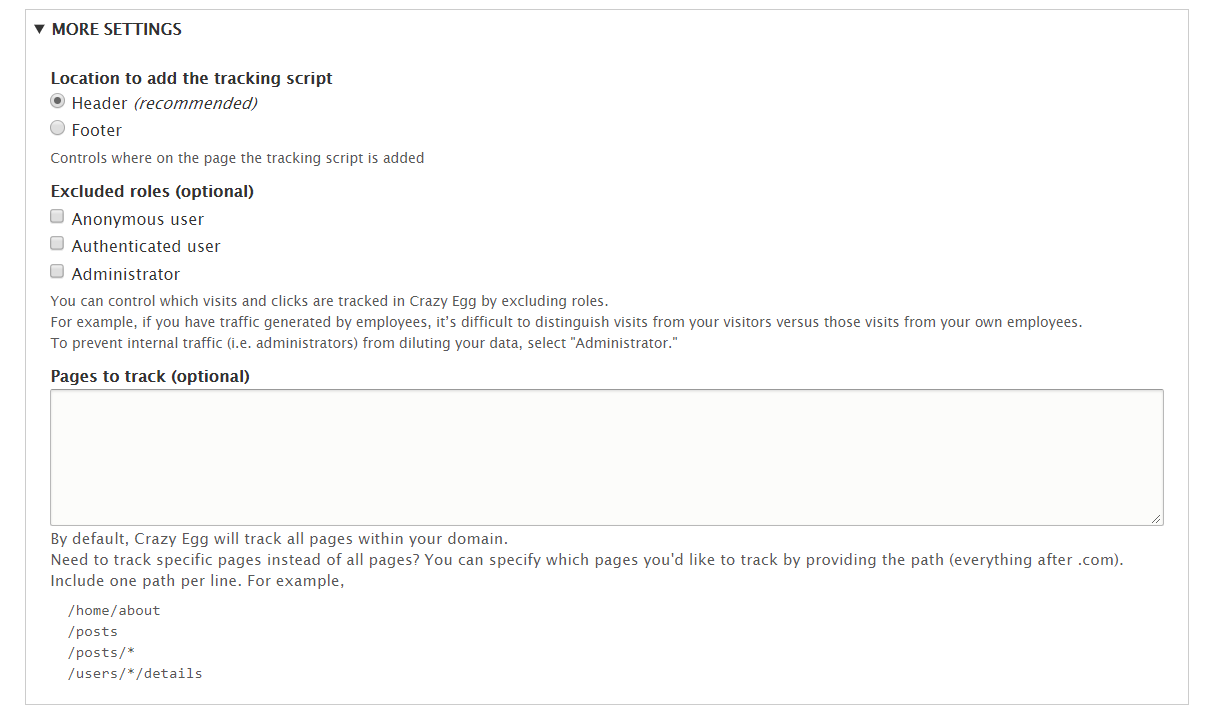 ▼ MORE SETTINGS
Location to add the tracking script
Header (recommended)
Footer
Controls where on the page the tracking script is added
Excluded roles (optional)
Anonymous user
Authenticated user
Administrator
You can control which visits and clicks are tracked in Crazy Egg by excluding roles.
For example, if you have traffic generated by employees, it’s difficult to distinguish visits from your visitors versus those visits from your own employees.
To prevent internal traffic (i.e. administrators) from diluting your data, select "Administrator."
Pages to track (optional)
By default, Crazy Egg will track all pages within your domain.
Need to track specific pages instead of all pages? You can specify which pages you'd like to track by providing the path (everything after .com).
Include one path per line. For example,
/home/about
/posts
/posts/*
/users/*/details